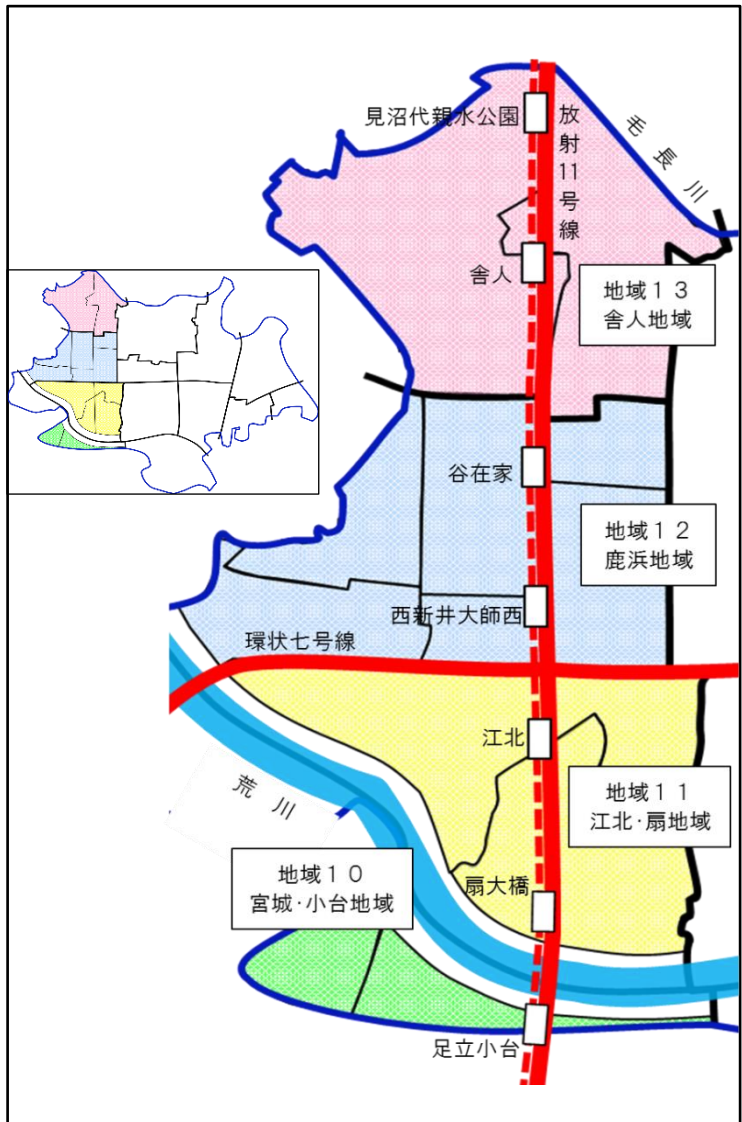 見沼代親水公園
放射11号線
毛長川
舎人
地域13
舎人地域
谷在家
地域12
鹿浜地域
西新井大師西
環状七号線
江北
荒川
地域11
江北・扇地域
地域10
宮城・小台地域
扇大橋
足立小台